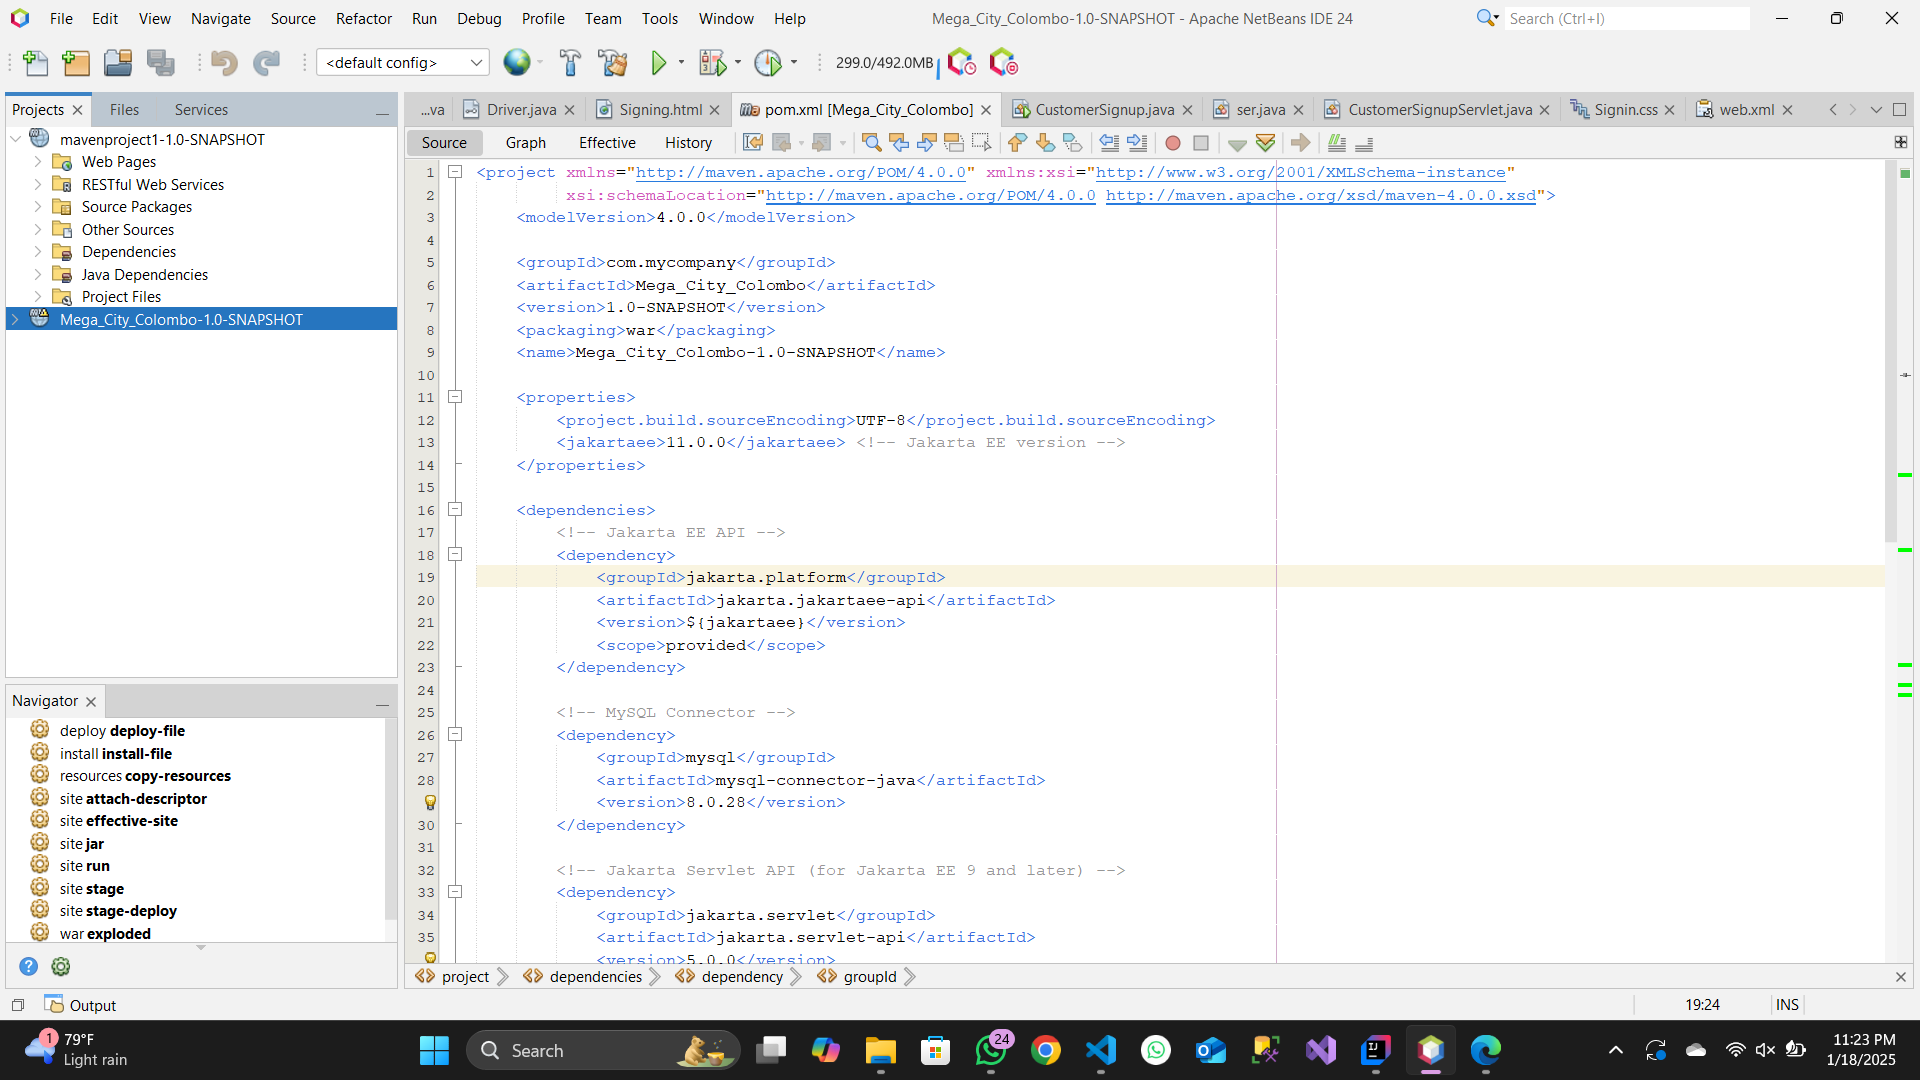 File Edit View Navigate Source Refactor Run Debug Profile Team Tools Window Help
Mega_City_Colombo-1.0-SNAPSHOT - Apache NetBeans IDE 24
Search (Ctrl+I)
<default config>
299.0/492.0MB
Projects Files Services
mavenproject1-1.0-SNAPSHOT
Web Pages
RESTful Web Services
Source Packages
Other Sources
Dependencies
Java Dependencies
Project Files
Mega_City_Colombo-1.0-SNAPSHOT
Navigator
deploy deploy-file
install install-file
resources copy-resources
site attach-descriptor
site effective-site
site jar
site run
site stage
site stage-deploy
war exploded
...va Driver.java Signing.html pom.xml [Mega_City_Colombo] CustomerSignup.java ser.java CustomerSignupServlet.java Signin.css web.xml
Source Graph Effective History
1 <project xmlns="http://maven.apache.org/POM/4.0.0" xmlns:xsi="http://www.w3.org/2001/XMLSchema-instance"
2 xsi:schemaLocation="http://maven.apache.org/POM/4.0.0 http://maven.apache.org/xsd/maven-4.0.0.xsd">
3 <modelVersion>4.0.0</modelVersion>
4
5 <groupId>com.mycompany</groupId>
6 <artifactId>Mega_City_Colombo</artifactId>
7 <version>1.0-SNAPSHOT</version>
8 <packaging>war</packaging>
9 <name>Mega_City_Colombo-1.0-SNAPSHOT</name>
10
11 <properties>
12 <project.build.sourceEncoding>UTF-8</project.build.sourceEncoding>
13 <jakartaee>11.0.0</jakartaee> <!-- Jakarta EE version -->
14 </properties>
15
16 <dependencies>
17 <!-- Jakarta EE API -->
18 <dependency>
19 <groupId>jakarta.platform</groupId>
20 <artifactId>jakarta.jakartaee-api</artifactId>
21 <version>${jakartaee}</version>
22 <scope>provided</scope>
23 </dependency>
24
25 <!-- MySQL Connector -->
26 <dependency>
27 <groupId>mysql</groupId>
28 <artifactId>mysql-connector-java</artifactId>
<version>8.0.28</version>
30 </dependency>
31
32 <!-- Jakarta Servlet API (for Jakarta EE 9 and later) -->
33 <dependency>
34 <groupId>jakarta.servlet</groupId>
35 <artifactId>jakarta.servlet-api</artifactId>
<version>5.0.0</version>
project dependencies dependency groupId
Output
19:24 INS
1
79°F
Light rain
Search
24
11:23 PM
1/18/2025